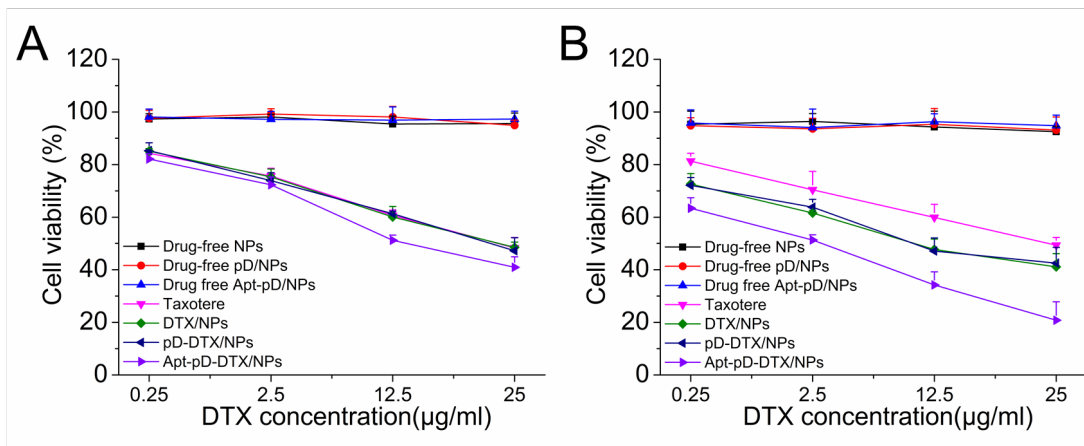 A
Cell viability (%)
120
100
80
60
40
20
0
Drug-free NPs
Drug-free pD/NPs
Drug free Apt-pD/NPs
Taxotere
DTX/NPs
pD-DTX/NPs
Apt-pD-DTX/NPs
0.25 2.5 12.5 25
DTX concentration(µg/ml)
B
Cell viability (%)
120
100
80
60
40
20
0
Drug-free NPs
Drug-free pD/NPs
Drug free Apt-pD/NPs
Taxotere
DTX/NPs
pD-DTX/NPs
Apt-pD-DTX/NPs
0.25 2.5 12.5 25
DTX concentration(µg/ml)